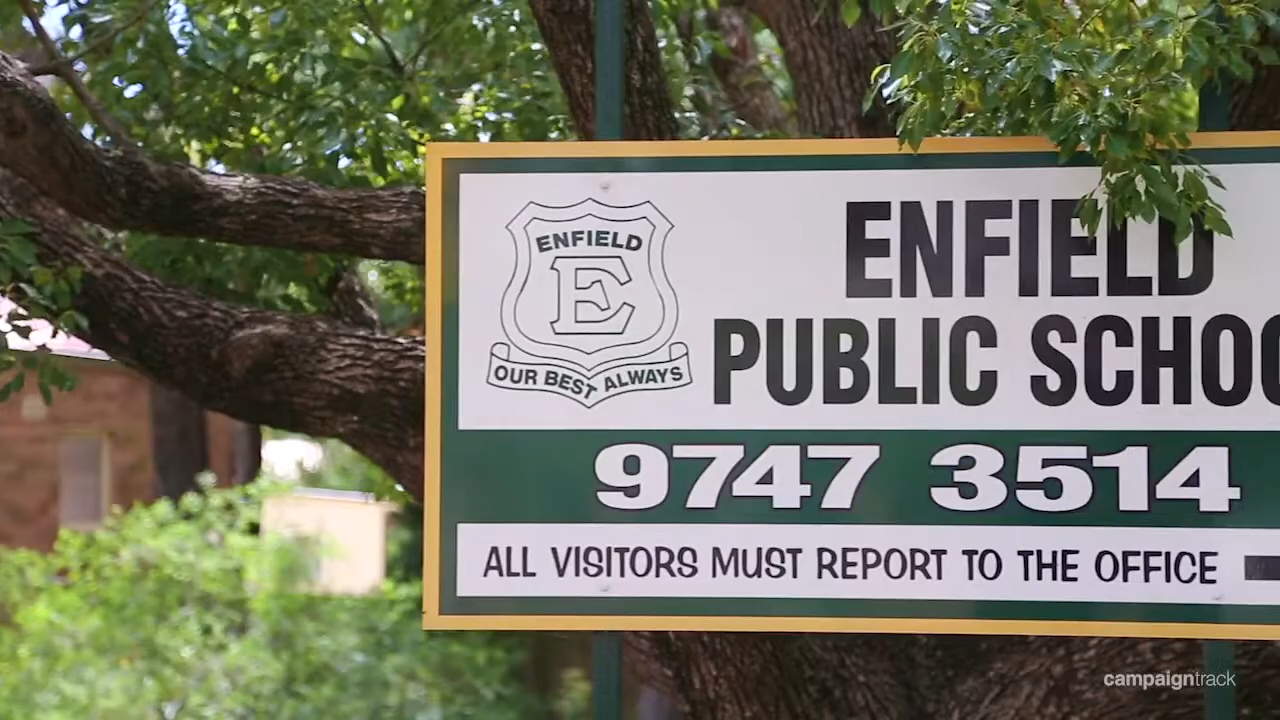 ENFIELD
E
OUR BEST ALWAYS
ENFIELD
PUBLIC SCHOO
9747 3514
ALL VISITORS MUST REPORT TO THE OFFICE
campaigntrack